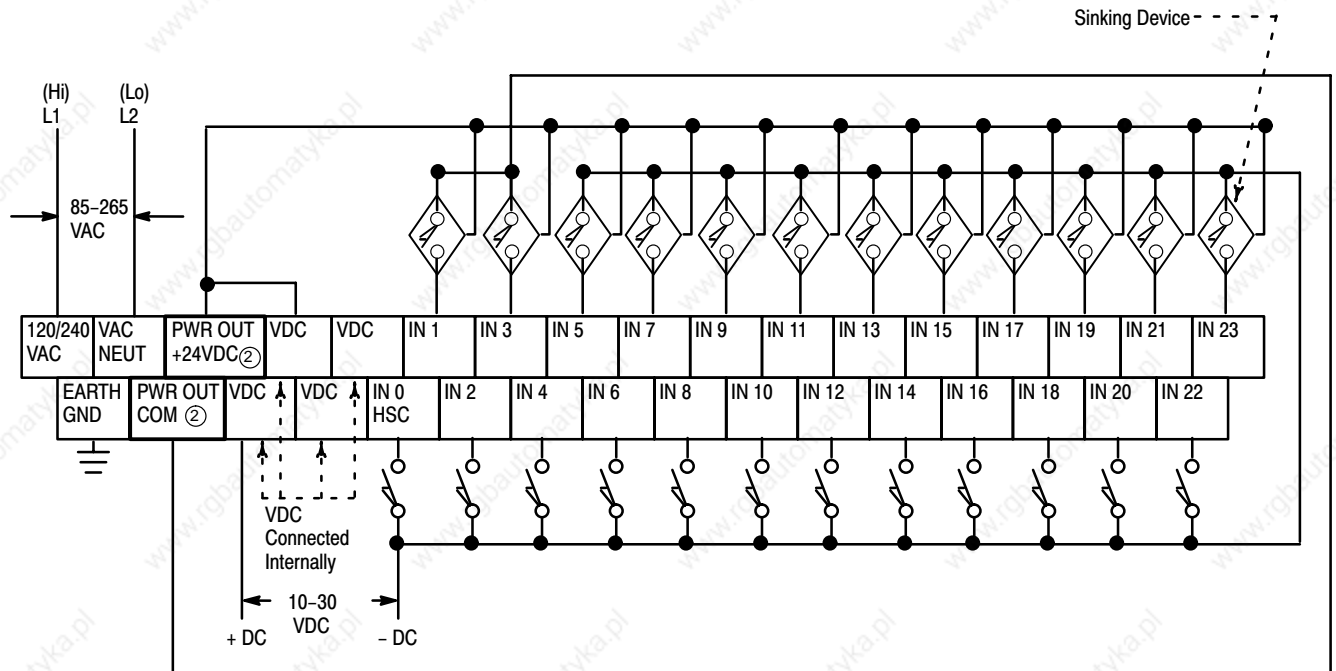 Sinking Device
(Hi)
L1
(Lo)
L2
85–265
VAC
120/240
VAC
VAC
NEUT
PWR OUT
+24VDC ②
VDC
VDC
IN 1
IN 3
IN 5
IN 7
IN 9
IN 11
IN 13
IN 15
IN 17
IN 19
IN 21
IN 23
EARTH
GND
PWR OUT
COM ②
VDC
VDC
IN 0
HSC
IN 2
IN 4
IN 6
IN 8
IN 10
IN 12
IN 14
IN 16
IN 18
IN 20
IN 22
VDC
Connected
Internally
10–30
VDC
+ DC
– DC
www.rgbautomatyka.pl